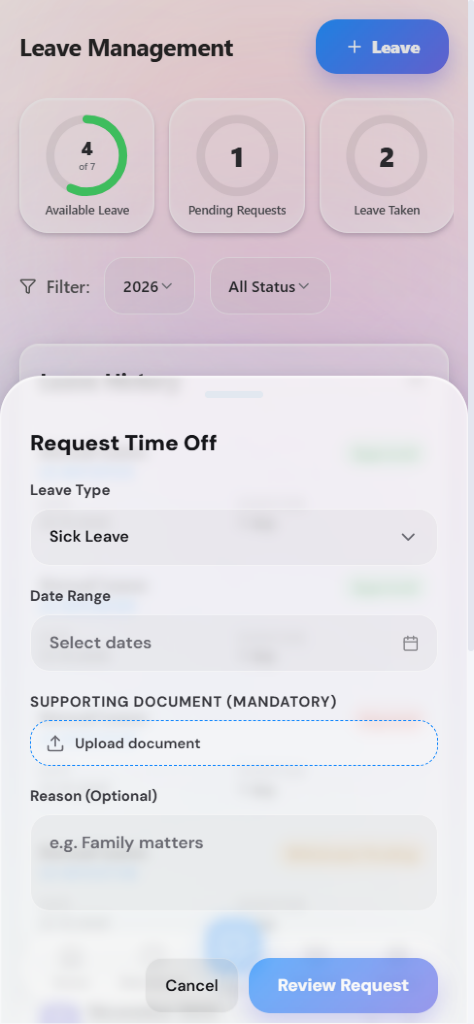 Leave Management
+ Leave
4
of 7
Available Leave
1
Pending Requests
2
Leave Taken
Filter:
2026
All Status
Request Time Off
Leave Type
Sick Leave
Date Range
Select dates
SUPPORTING DOCUMENT (MANDATORY)
Upload document
Reason (Optional)
e.g. Family matters
Cancel
Review Request